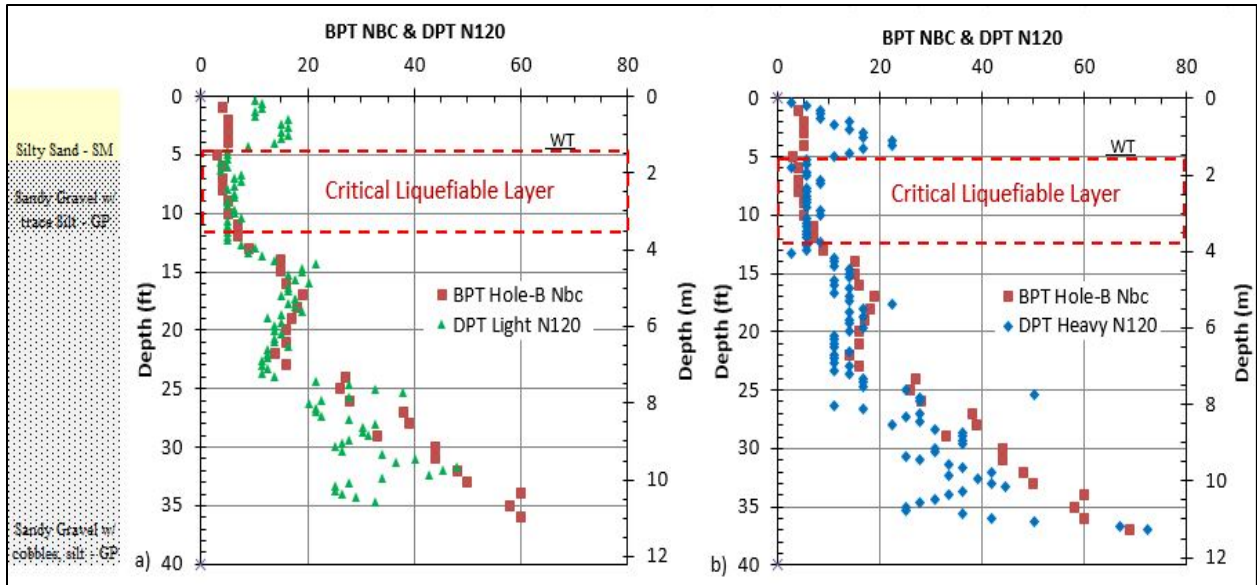 BPT NBC & DPT N120
0 20 40 60 80
0
5
10
15
20
25
30
35
40
Depth (ft)
0
2
4
6
8
10
12
Depth (m)
WT
Critical Liquefiable Layer
BPT Hole-B Nbc
DPT Light N120
a)
Silty Sand - SM
Sandy Gravel w/
trace Silt - GP
Sandy Gravel w/
cobbles, silt - GP
BPT NBC & DPT N120
0 20 40 60 80
0
5
10
15
20
25
30
35
40
Depth (ft)
0
2
4
6
8
10
12
Depth (m)
WT
Critical Liquefiable Layer
BPT Hole-B Nbc
DPT Heavy N120
b)